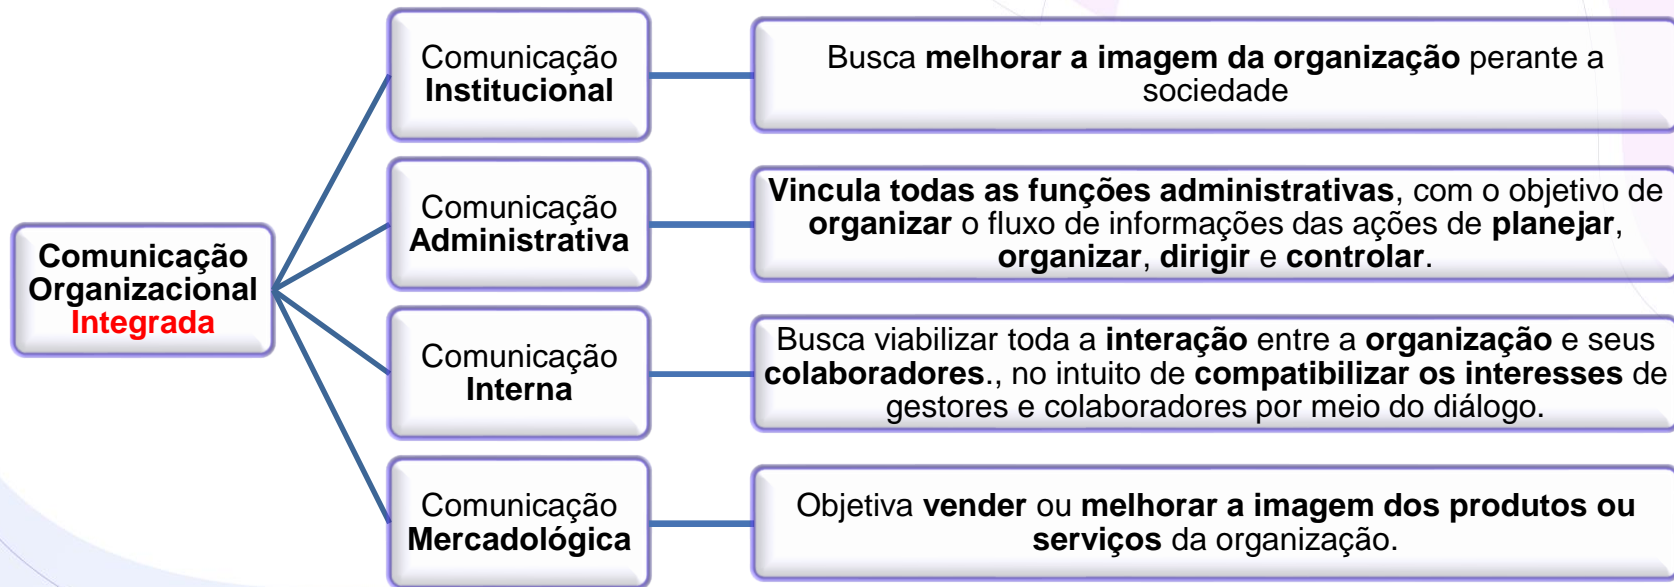 Comunicação
Organizacional
Integrada
Comunicação
Institucional
Busca melhorar a imagem da organização perante a
sociedade
Comunicação
Administrativa
Vincula todas as funções administrativas, com o objetivo de
organizar o fluxo de informações das ações de planejar,
organizar, dirigir e controlar.
Comunicação
Interna
Busca viabilizar toda a interação entre a organização e seus
colaboradores., no intuito de compatibilizar os interesses de
gestores e colaboradores por meio do diálogo.
Comunicação
Mercadológica
Objetiva vender ou melhorar a imagem dos produtos ou
serviços da organização.